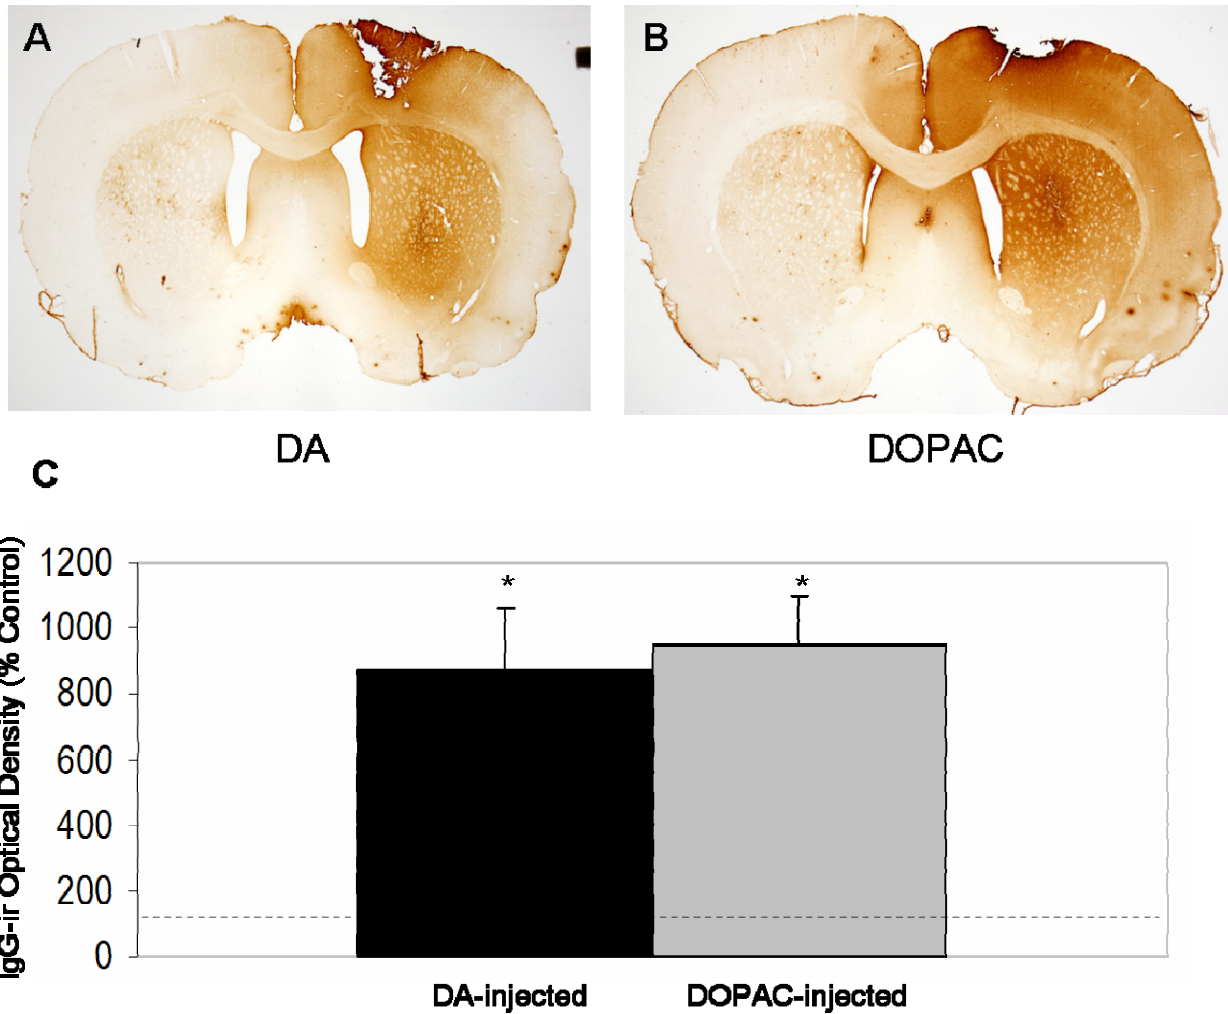 A
B
DA
DOPAC
C
IgG-ir Optical Density (% Control)
1200
1000
800
600
400
200
0
*
*
DA-injected
DOPAC-injected